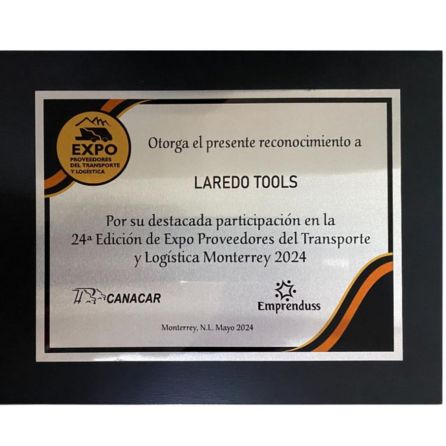 EXPO
PROVEEDORES
DEL TRANSPORTE
Y LOGÍSTICA
Otorga el presente reconocimiento a
LAREDO TOOLS
Por su destacada participación en la
24ª Edición de Expo Proveedores del Transporte
y Logística Monterrey 2024
CANACAR
Emprenduss
Monterrey, N.L. Mayo 2024